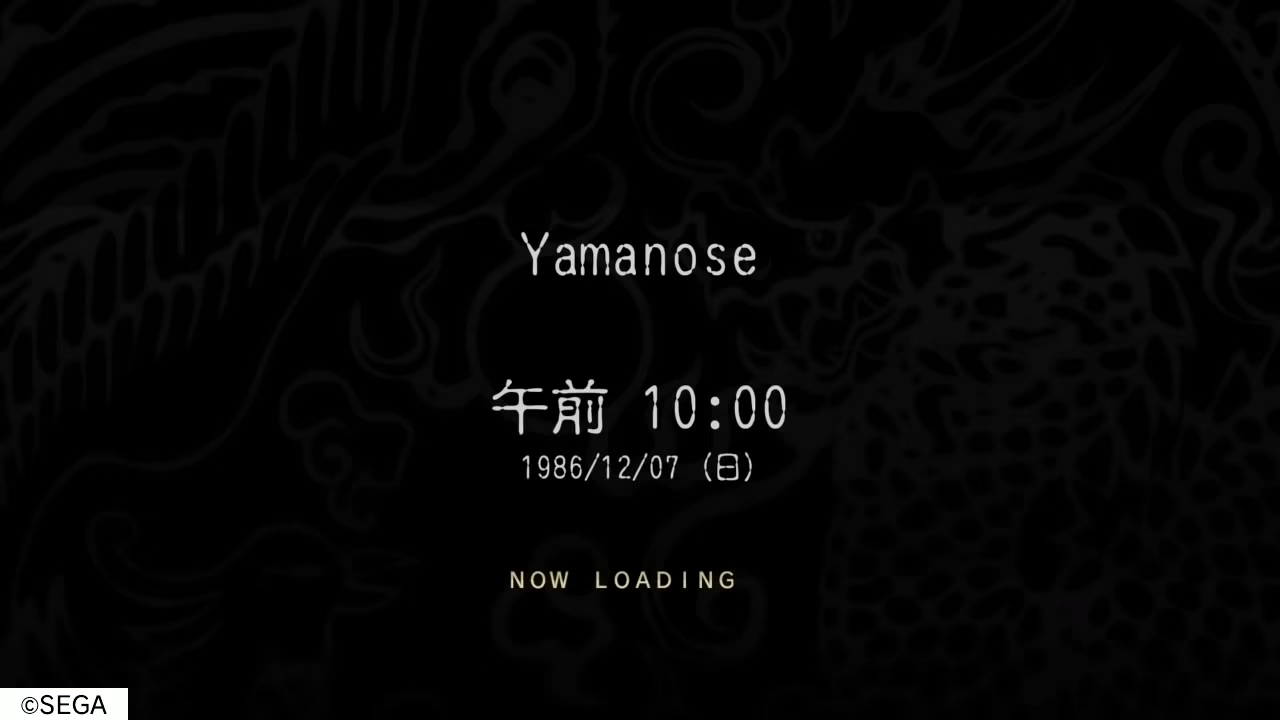 Yamanose
午前 10:00
1986/12/07 (日)
NOW LOADING
©SEGA